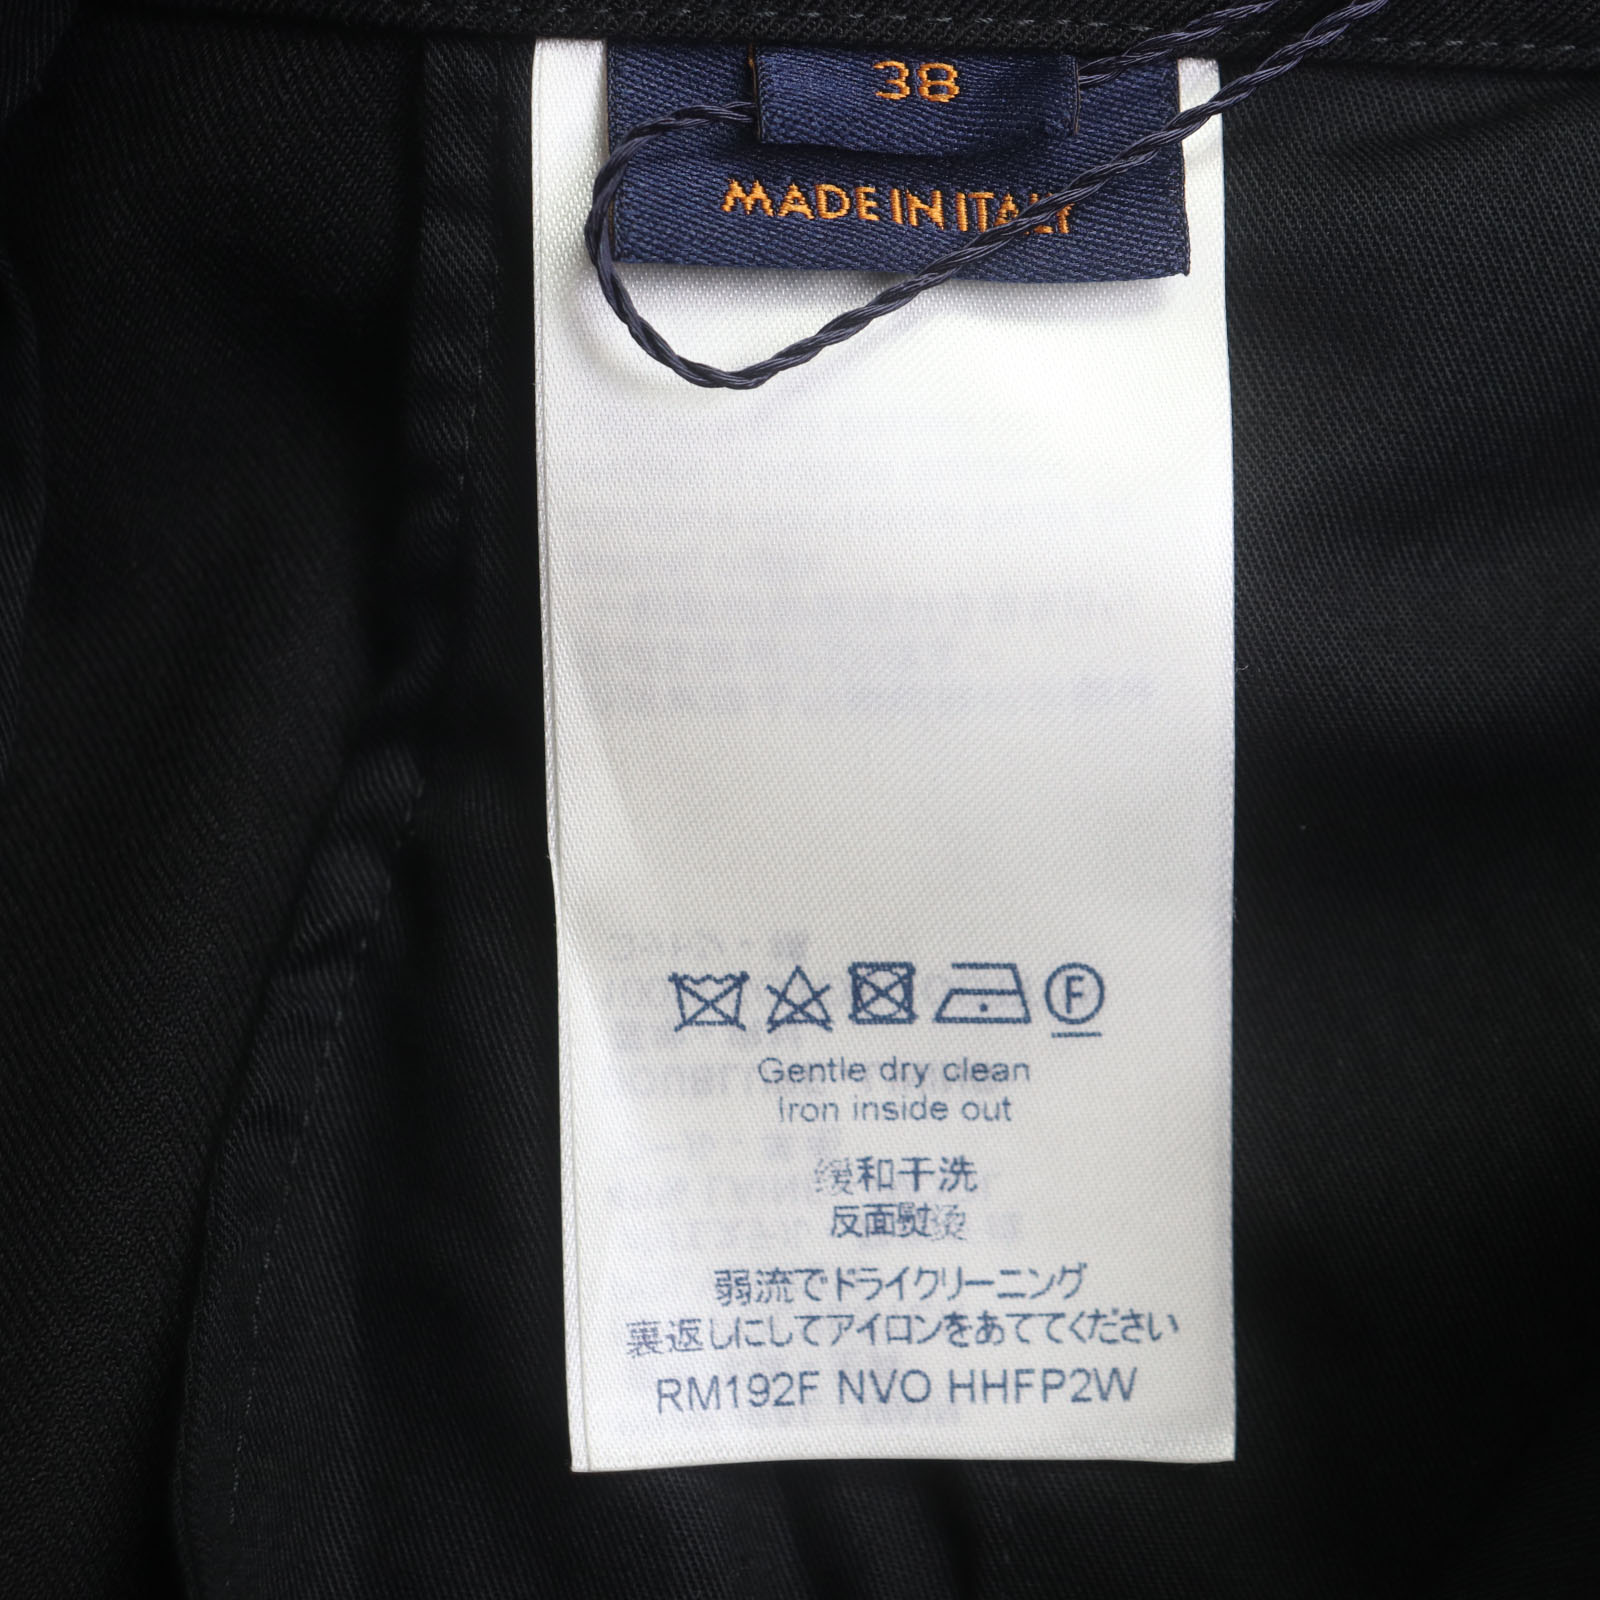 38
MADE IN ITALY
F
Gentle dry clean
Iron inside out
缓和干洗
反面熨烫
弱流でドライクリーニング
裏返しにしてアイロンをあててください
RM192F NVO HHFP2W